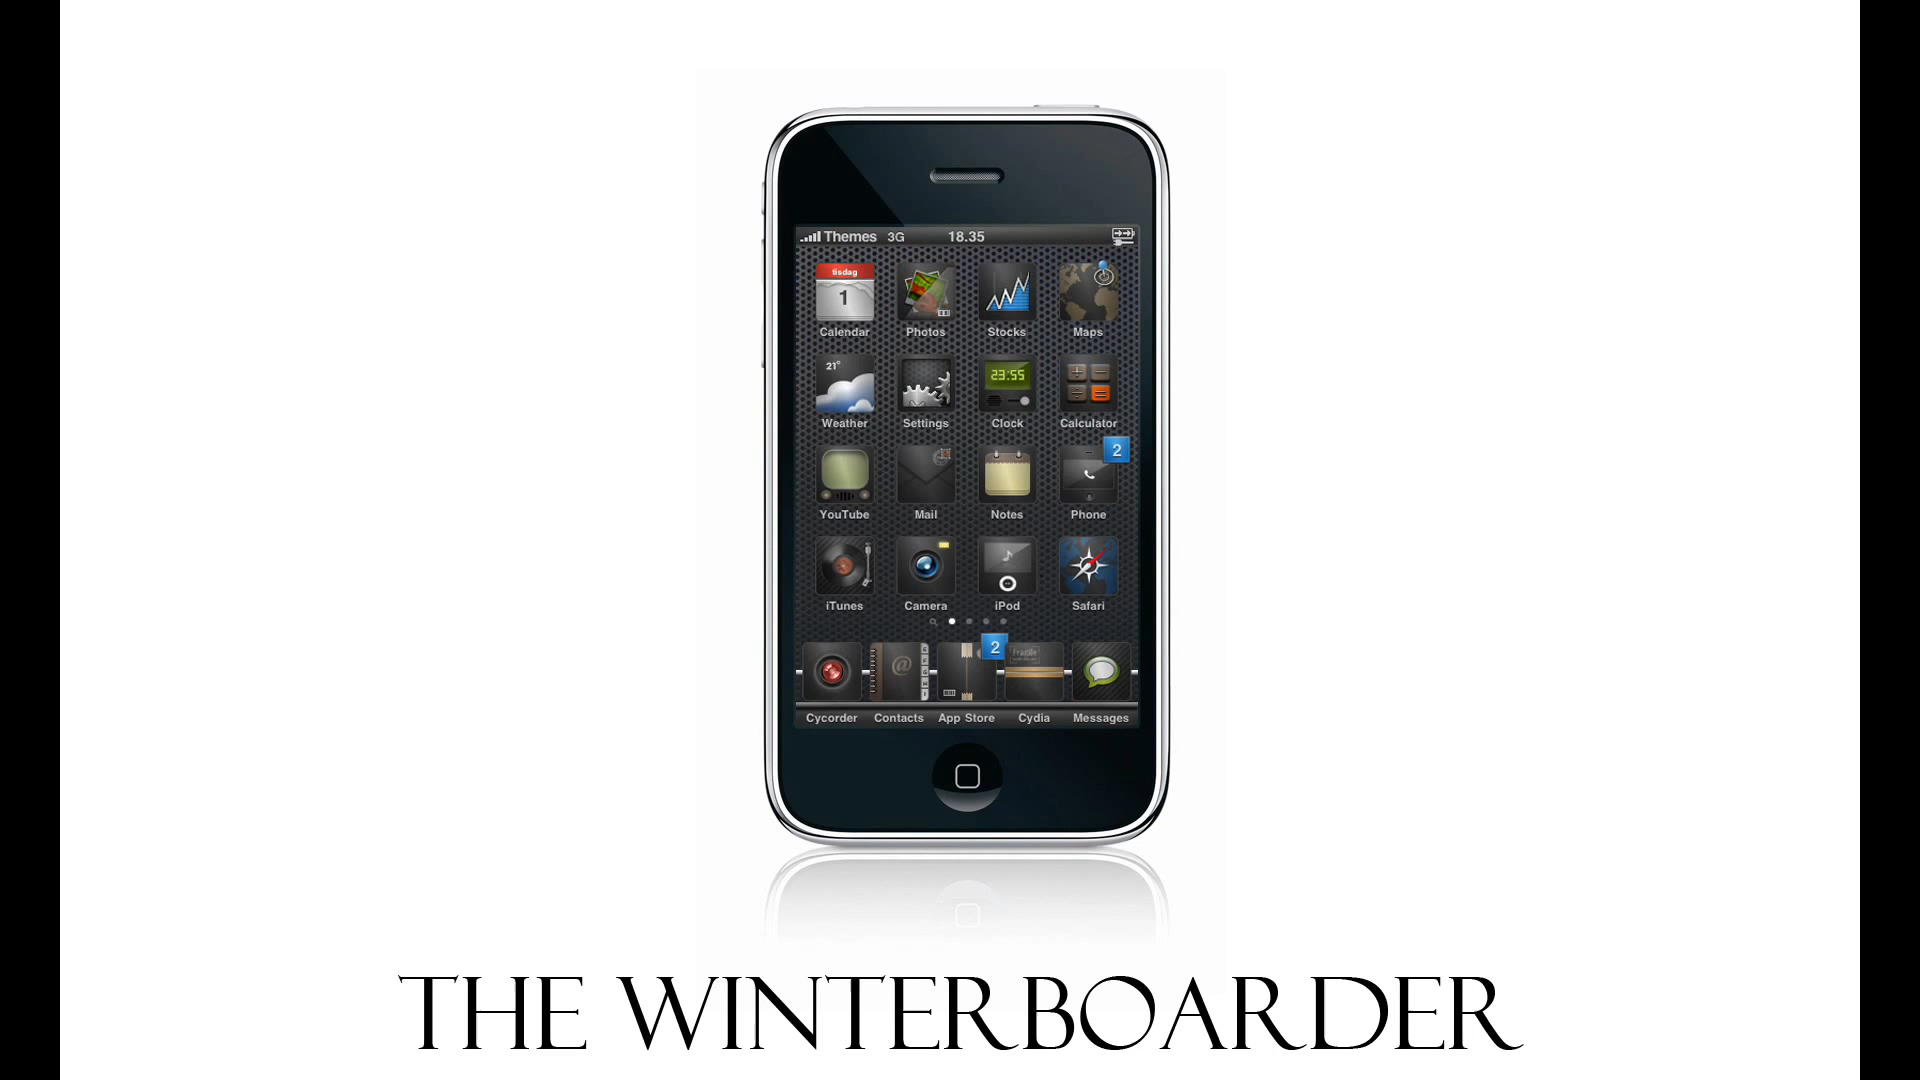 Themes 3G 18.35
tisdag
1
Calendar Photos Stocks Maps
21°
23:55
Weather Settings Clock Calculator
2
YouTube Mail Notes Phone
iTunes Camera iPod Safari
2
@
Fragile
Cycorder Contacts App Store Cydia Messages
THE WINTERBOARDER